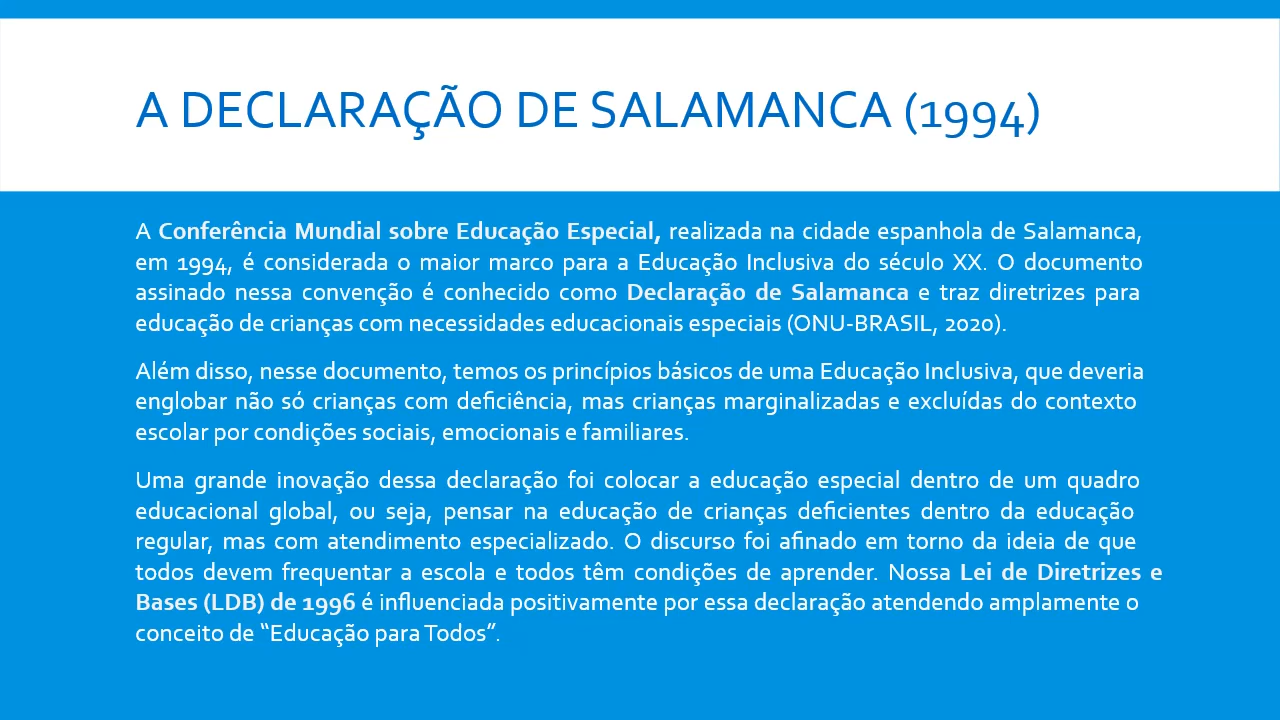 A DECLARAÇÃO DE SALAMANCA (1994)
A Conferência Mundial sobre Educação Especial, realizada na cidade espanhola de Salamanca,
em 1994, é considerada o maior marco para a Educação Inclusiva do século XX. O documento
assinado nessa convenção é conhecido como Declaração de Salamanca e traz diretrizes para
educação de crianças com necessidades educacionais especiais (ONU-BRASIL, 2020).
Além disso, nesse documento, temos os princípios básicos de uma Educação Inclusiva, que deveria
englobar não só crianças com deficiência, mas crianças marginalizadas e excluídas do contexto
escolar por condições sociais, emocionais e familiares.
Uma grande inovação dessa declaração foi colocar a educação especial dentro de um quadro
educacional global, ou seja, pensar na educação de crianças deficientes dentro da educação
regular, mas com atendimento especializado. O discurso foi afinado em torno da ideia de que
todos devem frequentar a escola e todos têm condições de aprender. Nossa Lei de Diretrizes e
Bases (LDB) de 1996 é influenciada positivamente por essa declaração atendendo amplamente o
conceito de “Educação para Todos”.